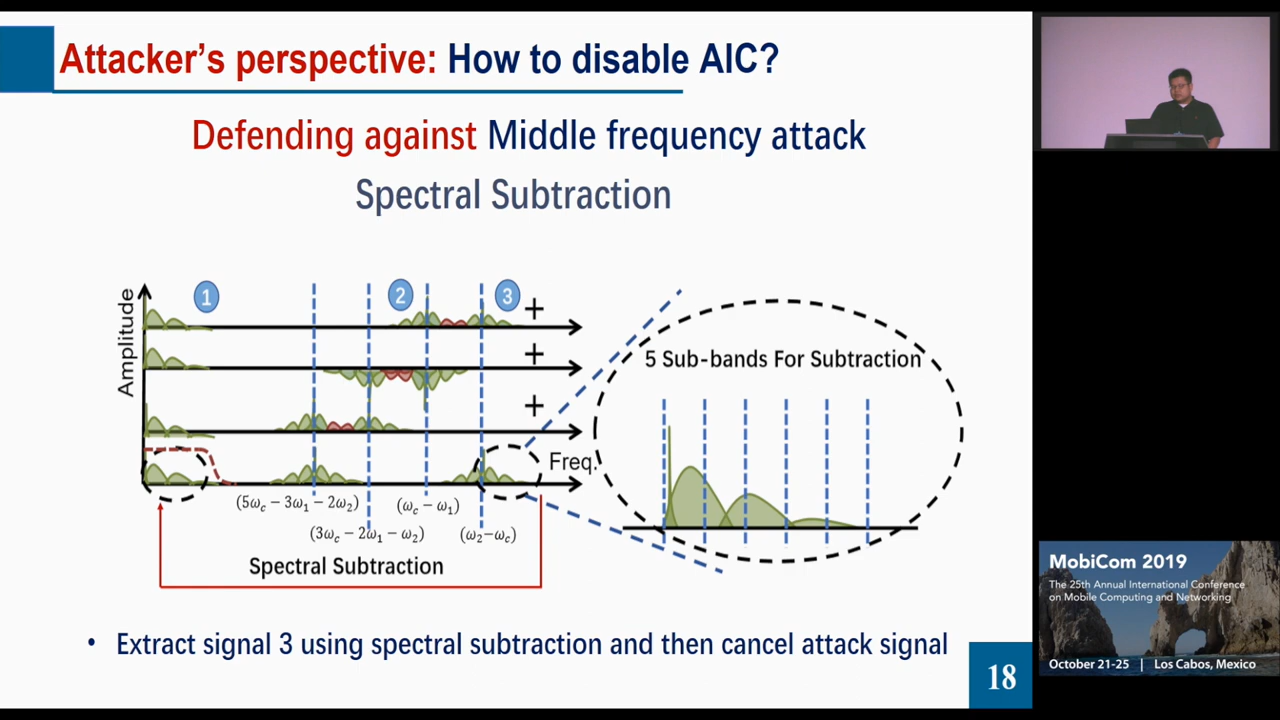 Attacker's perspective: How to disable AIC?
Defending against Middle frequency attack
Spectral Subtraction
Amplitude
1
2
3
+
+
+
Freq.
(5ω𝑐 − 3ω1 − 2ω2)
(ω𝑐 − ω1)
(3ω𝑐 − 2ω1 − ω2)
(ω2−ω𝑐)
Spectral Subtraction
5 Sub-bands For Subtraction
• Extract signal 3 using spectral subtraction and then cancel attack signal
18
MobiCom 2019
The 25th Annual International Conference
on Mobile Computing and Networking
October 21-25 | Los Cabos, Mexico